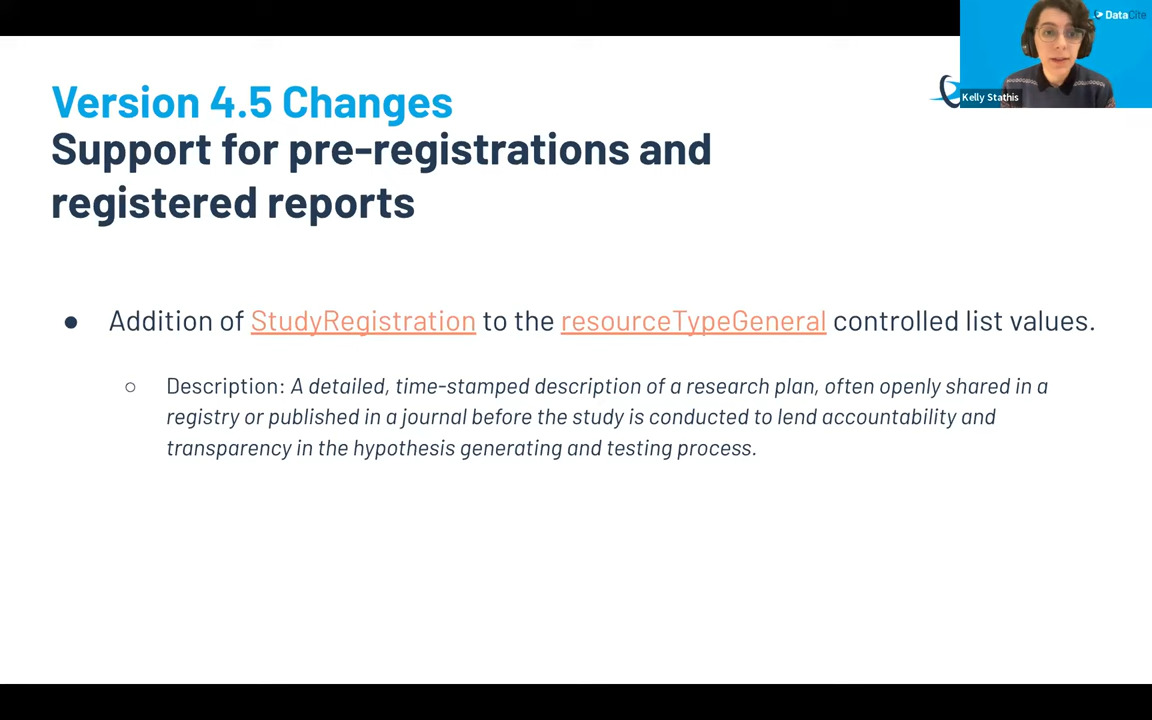 DataCite
Kelly Stathis
Version 4.5 Changes
Support for pre-registrations and
registered reports
● Addition of StudyRegistration to the resourceTypeGeneral controlled list values.
○ Description: A detailed, time-stamped description of a research plan, often openly shared in a
registry or published in a journal before the study is conducted to lend accountability and
transparency in the hypothesis generating and testing process.